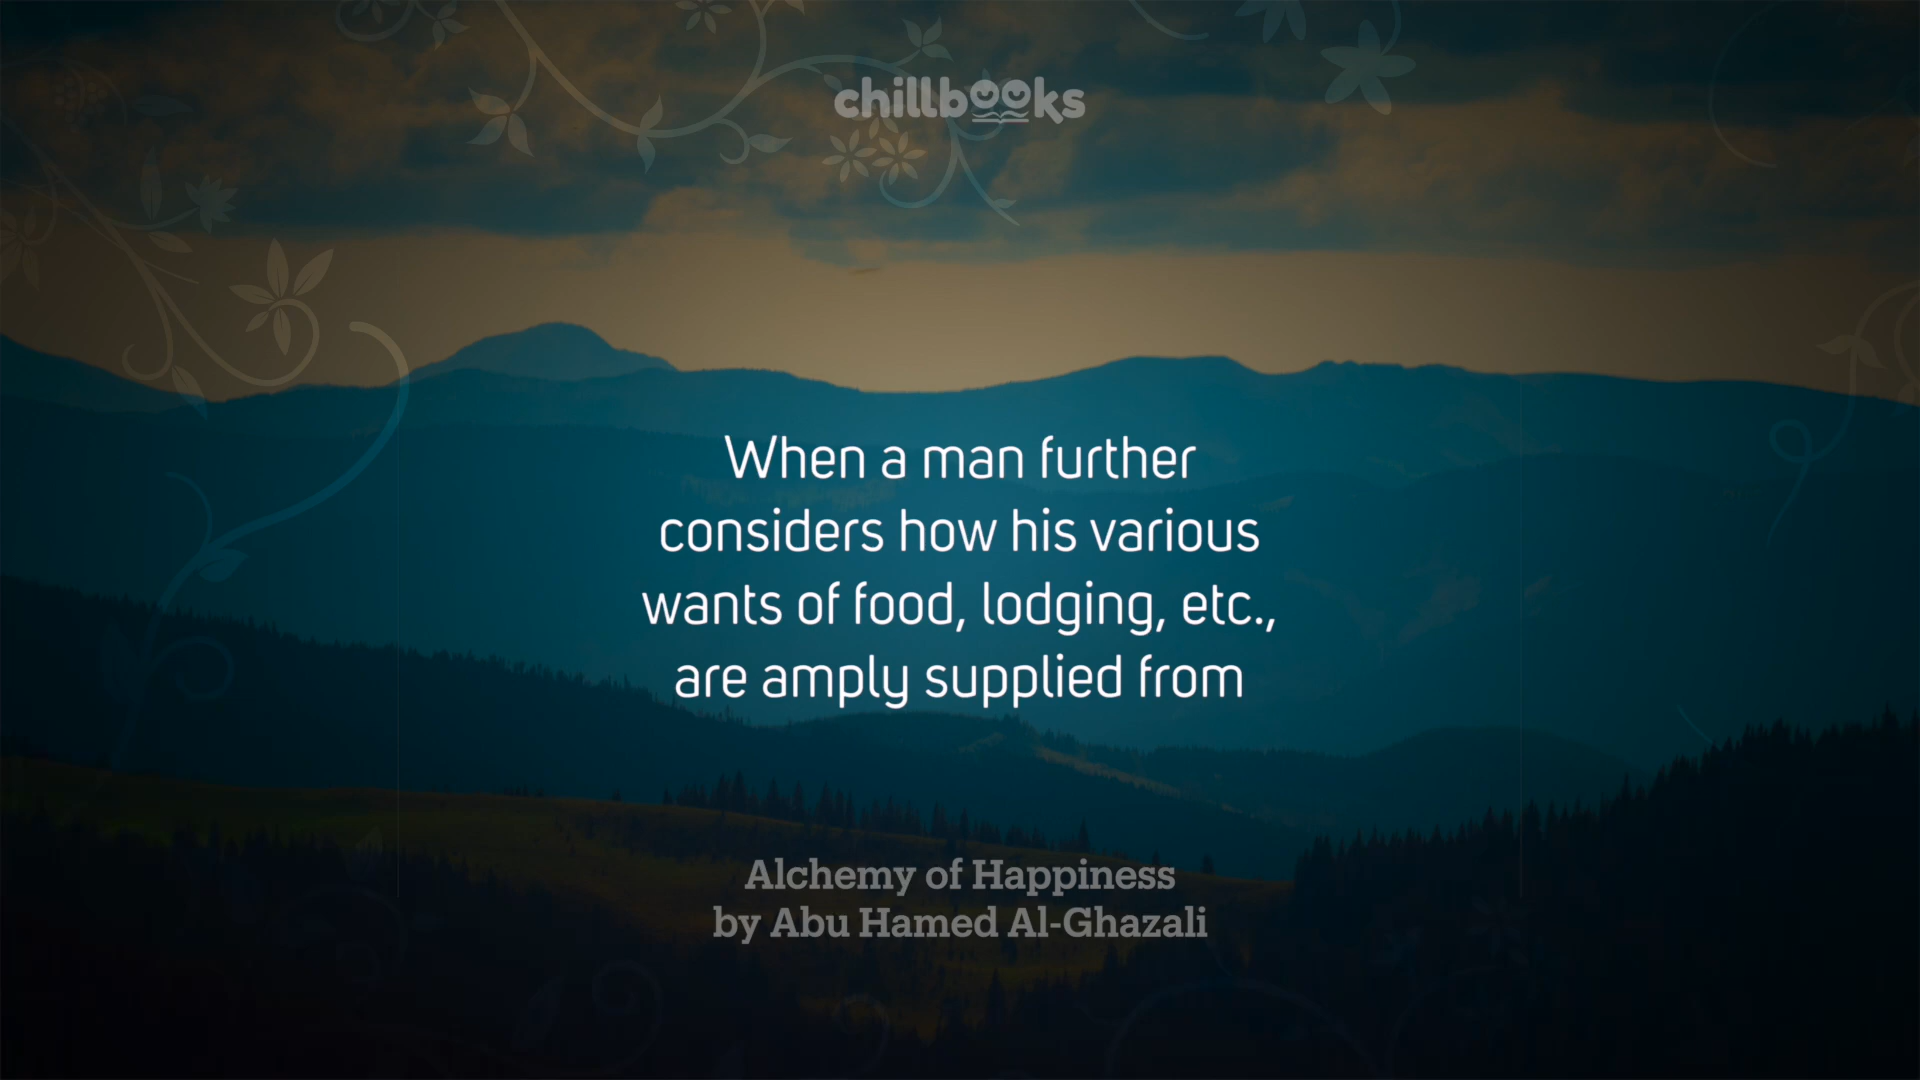 chillbooks
When a man further
considers how his various
wants of food, lodging, etc.,
are amply supplied from
Alchemy of Happiness
by Abu Hamed Al-Ghazali